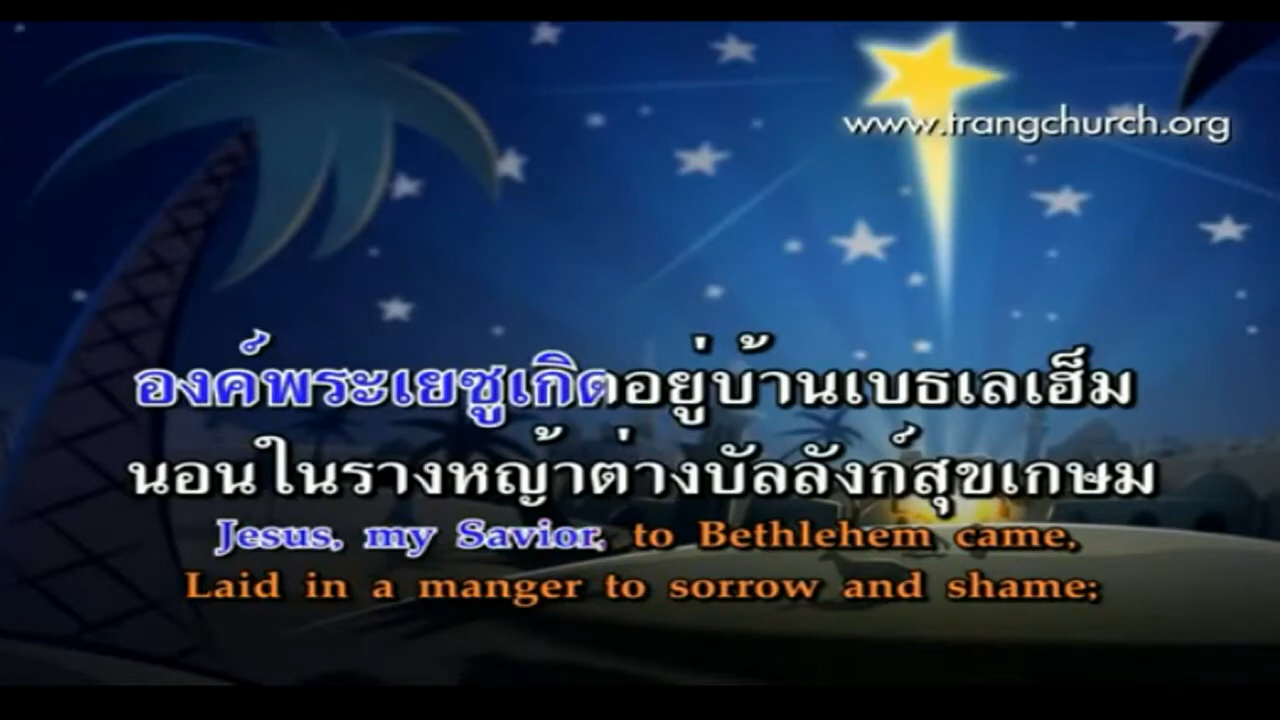 www.trangchurch.org
องค์พระเยซูเกิดอยู่บ้านเบธเลเฮ็ม
นอนในรางหญ้าต่างบัลลังก์สุขเกษม
Jesus, my Savior, to Bethlehem came,
Laid in a manger to sorrow and shame;